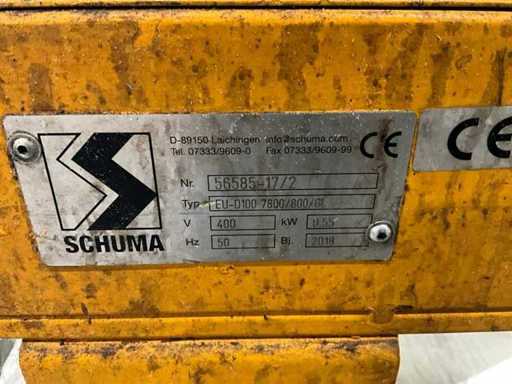 D-89150 Laichingen info@schuma.com
Tel. 07333/9609-0 Fax 07333/9609-99
CE
CE
Nr. 56585-17/2
Typ EU-D100 7800/800/GL
V 400 kW 0.55
Hz 50 Bj. 2018
SCHUMA